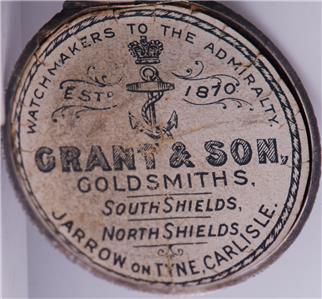 WATCHMAKERS TO THE ADMIRALTY.
ESTD 1870
GRANT & SON,
GOLDSMITHS.
SOUTH SHIELDS,
NORTH SHIELDS,
JARROW ON TYNE, CARLISLE.